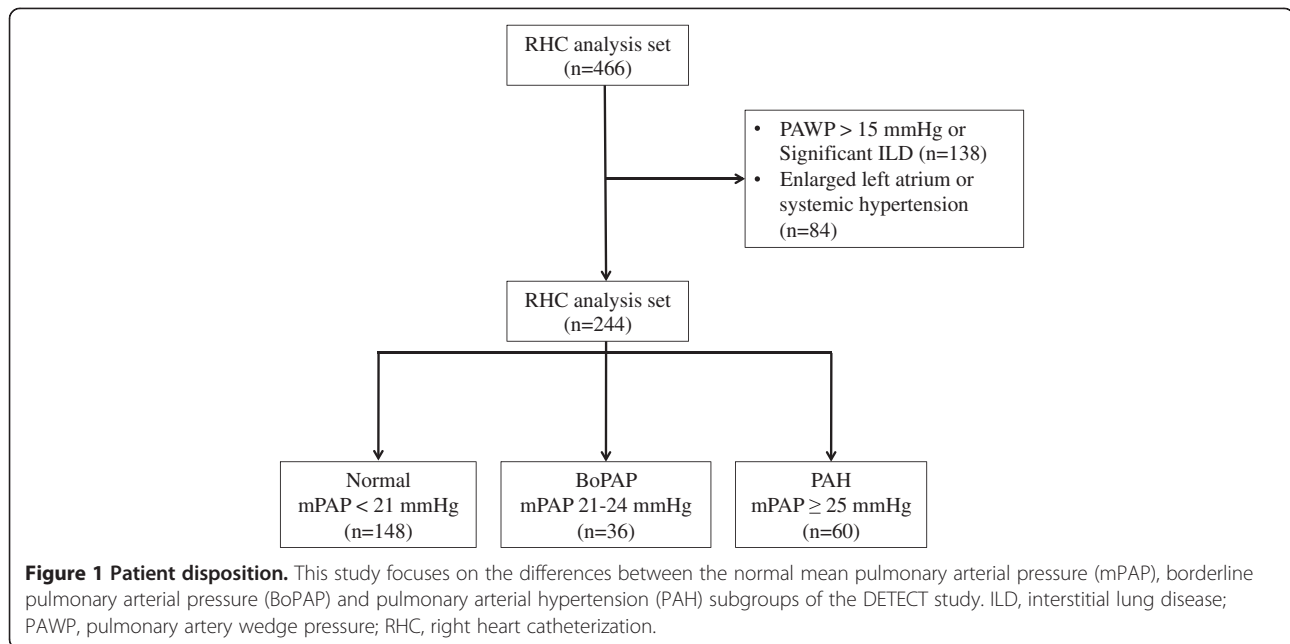 RHC analysis set
(n=466)
• PAWP > 15 mmHg or
Significant ILD (n=138)
• Enlarged left atrium or
systemic hypertension
(n=84)
RHC analysis set
(n=244)
Normal
mPAP < 21 mmHg
(n=148)
BoPAP
mPAP 21-24 mmHg
(n=36)
PAH
mPAP ≥ 25 mmHg
(n=60)
Figure 1 Patient disposition. This study focuses on the differences between the normal mean pulmonary arterial pressure (mPAP), borderline
pulmonary arterial pressure (BoPAP) and pulmonary arterial hypertension (PAH) subgroups of the DETECT study. ILD, interstitial lung disease;
PAWP, pulmonary artery wedge pressure; RHC, right heart catheterization.